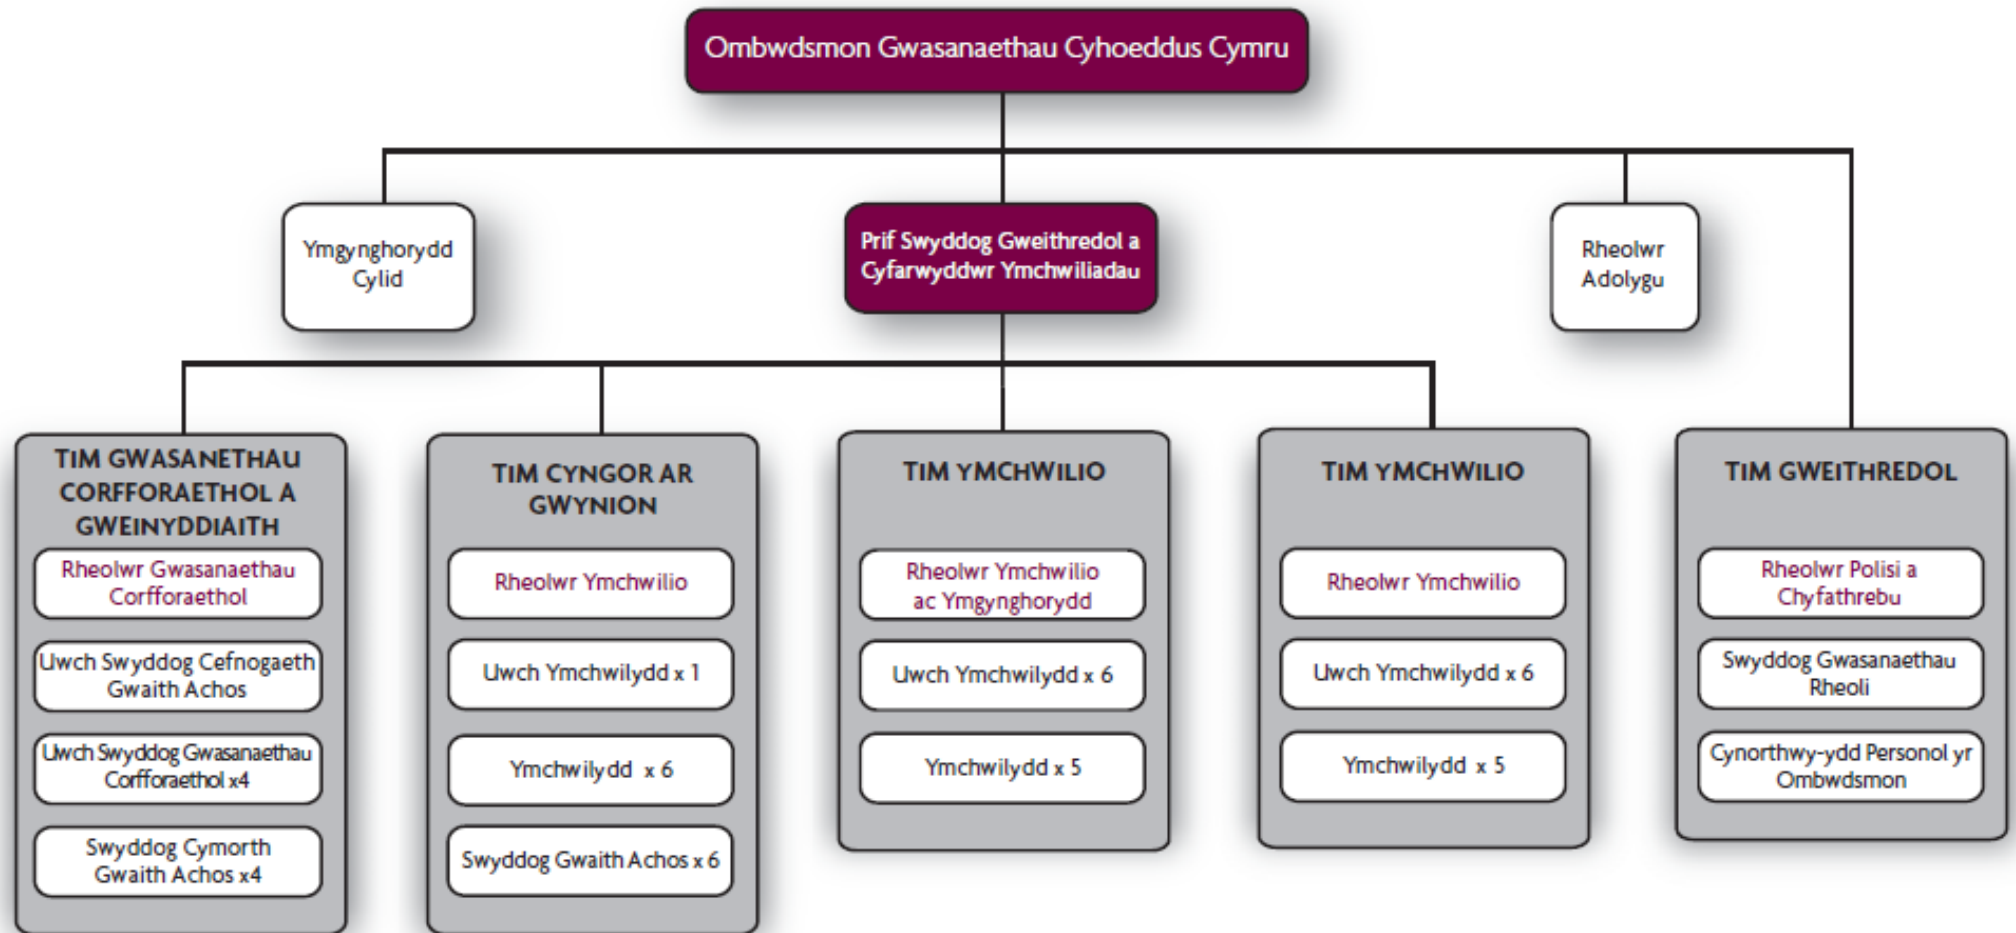 Ombwdsmon Gwasanaethau Cyhoeddus Cymru
Ymgynghorydd
Cylid
Prif Swyddog Gweithredol a
Cyfarwyddwr Ymchwiliadau
Rheolwr
Adolygu
TIM GWASANETHAU
CORFFORAETHOL A
GWEINYDDIAITH
Rheolwr Gwasanaethau
Corfforaethol
Uwch Swyddog Cefnogaeth
Gwaith Achos
Uwch Swyddog Gwasanaethau
Corfforaethol x4
Swyddog Cymorth
Gwaith Achos x4
TIM CYNGOR AR
GWYNION
Rheolwr Ymchwilio
Uwch Ymchwilydd x 1
Ymchwilydd x 6
Swyddog Gwaith Achos x 6
TIM YMCHWILIO
Rheolwr Ymchwilio
ac Ymgynghorydd
Uwch Ymchwilydd x 6
Ymchwilydd x 5
TIM YMCHWILIO
Rheolwr Ymchwilio
Uwch Ymchwilydd x 6
Ymchwilydd x 5
TIM GWEITHREDOL
Rheolwr Polisi a
Chyfathrebu
Swyddog Gwasanaethau
Rheoli
Cynorthwy-ydd Personol yr
Ombwdsmon